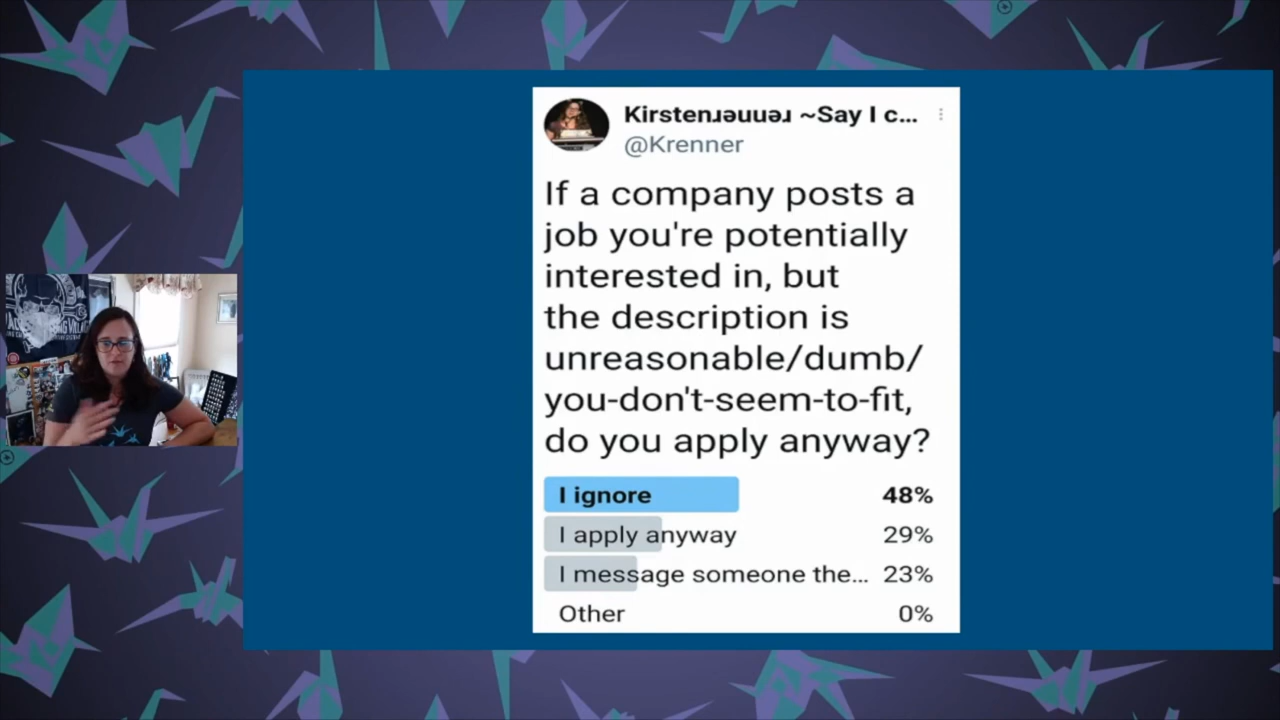 Kirstenɹǝuuǝɹ ~Say I c...
@Krenner
If a company posts a
job you're potentially
interested in, but
the description is
unreasonable/dumb/
you-don't-seem-to-fit,
do you apply anyway?
I ignore 48%
I apply anyway 29%
I message someone the... 23%
Other 0%